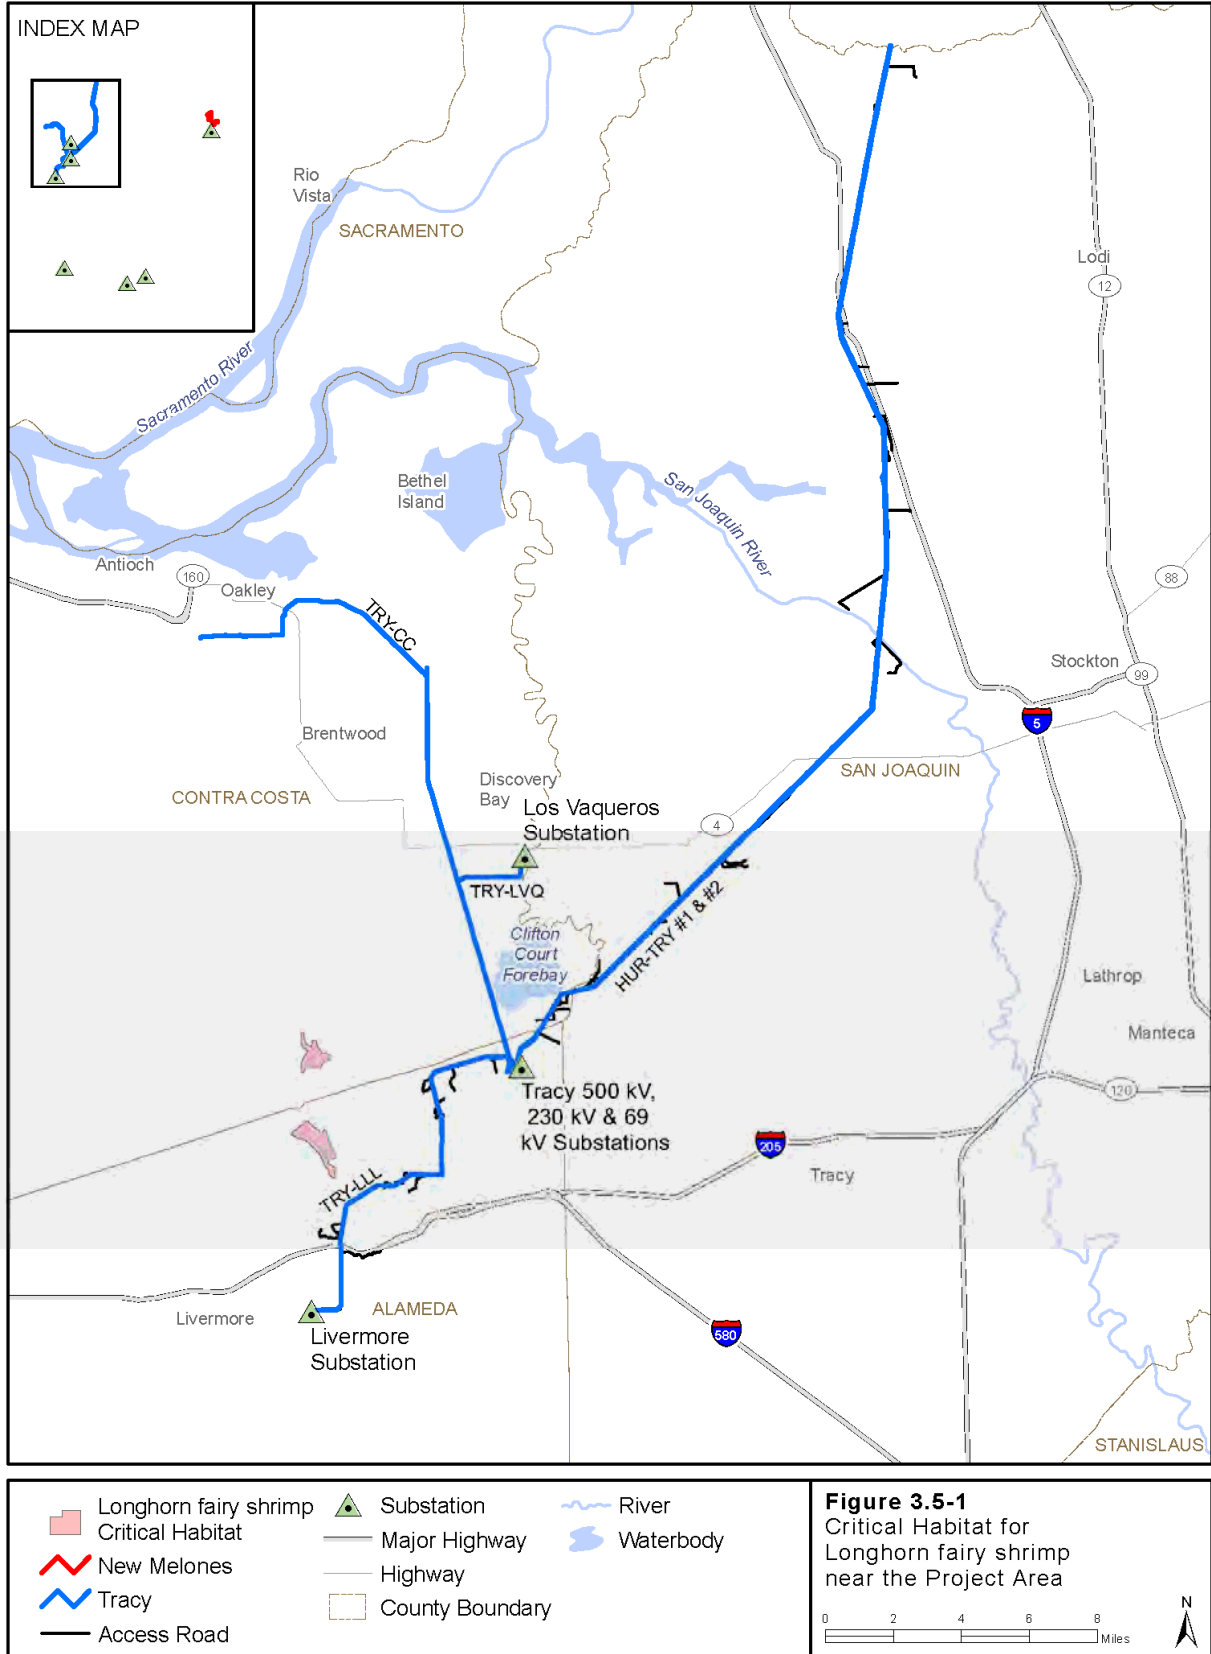 INDEX MAP
Rio
Vista
SACRAMENTO
Lodi
12
Sacramento River
Bethel
Island
San Joaquin River
Antioch
160
Oakley
88
TRY-CC
Stockton
99
5
Brentwood
SAN JOAQUIN
Discovery
Bay
CONTRA COSTA
Los Vaqueros
Substation
4
TRY-LVQ
HUR-TRY #1 & #2
Clifton
Court
Forebay
Lathrop
Manteca
Tracy 500 kV,
230 kV & 69
kV Substations
120
205
Tracy
TRY-LLL
Livermore
ALAMEDA
Livermore
Substation
580
STANISLAUS
Longhorn fairy shrimp
Critical Habitat
New Melones
Tracy
Access Road
Substation
Major Highway
Highway
County Boundary
River
Waterbody
Figure 3.5-1
Critical Habitat for
Longhorn fairy shrimp
near the Project Area
0 2 4 6 8
Miles
N